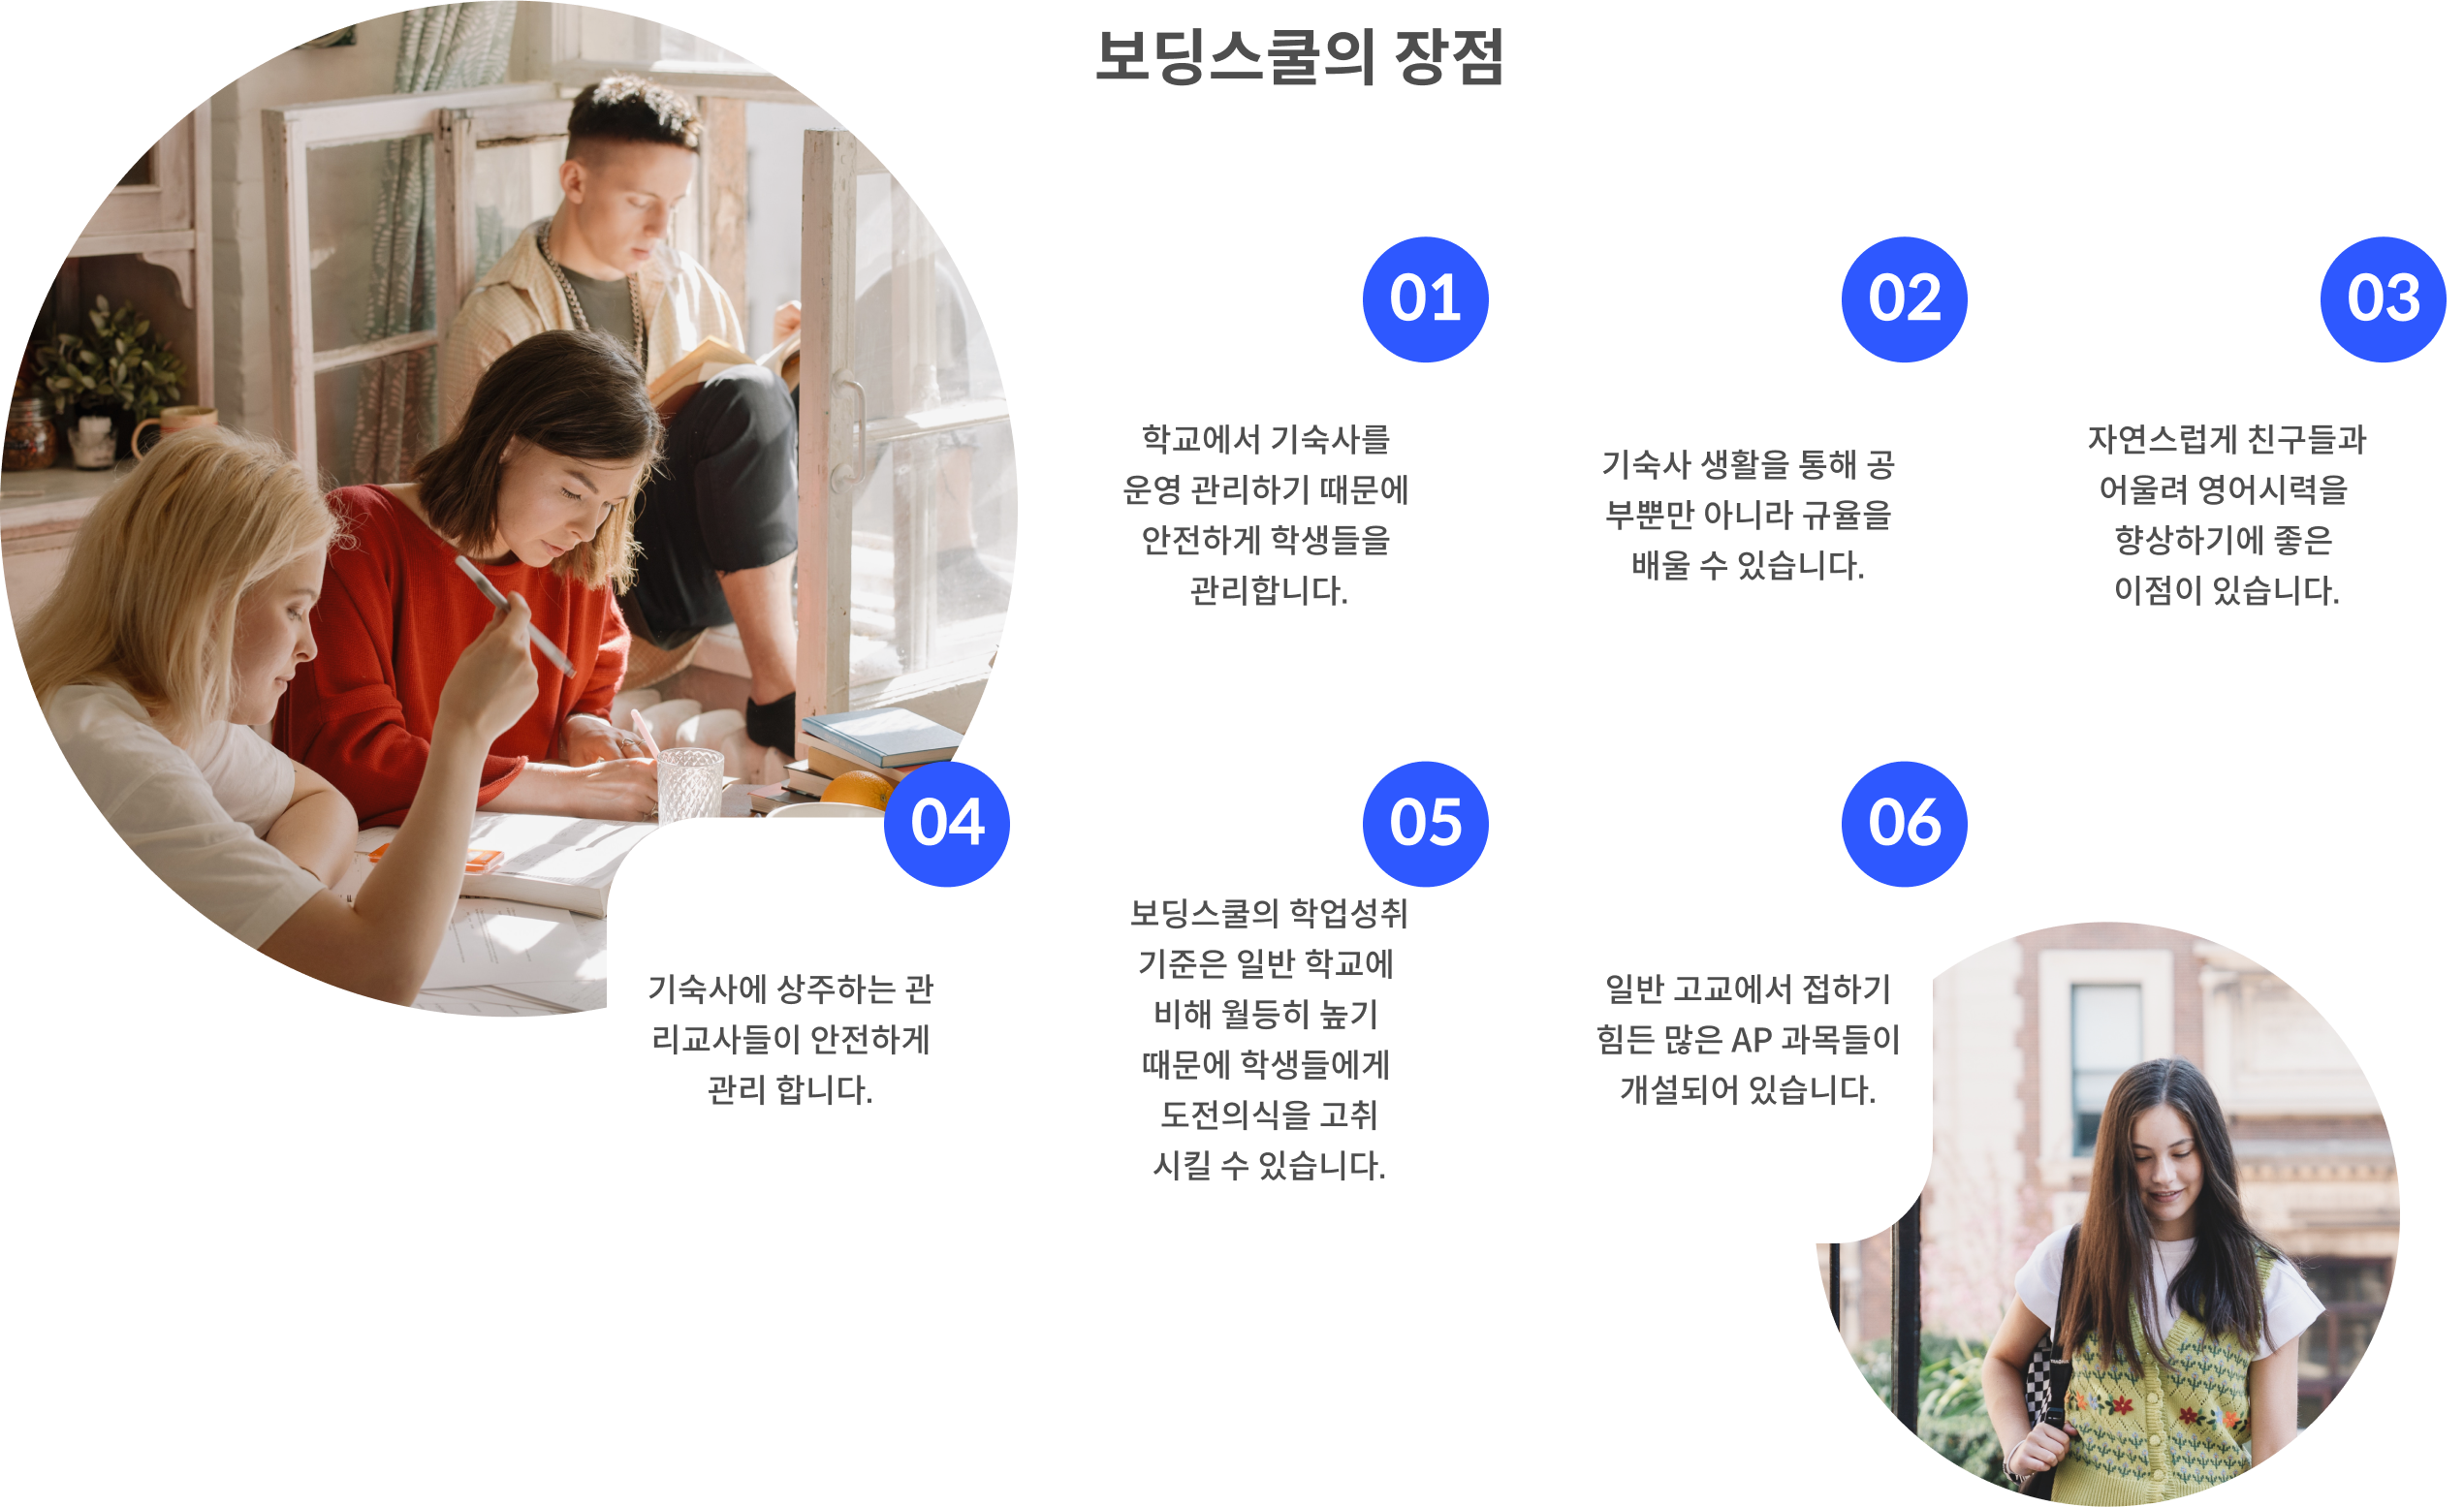 보딩스쿨의 장점
01
학교에서 기숙사를
운영 관리하기 때문에
안전하게 학생들을
관리합니다.
02
기숙사 생활을 통해 공
부뿐만 아니라 규율을
배울 수 있습니다.
03
자연스럽게 친구들과
어울려 영어시력을
향상하기에 좋은
이점이 있습니다.
04
기숙사에 상주하는 관
리교사들이 안전하게
관리 합니다.
05
보딩스쿨의 학업성취
기준은 일반 학교에
비해 월등히 높기
때문에 학생들에게
도전의식을 고취
시킬 수 있습니다.
06
일반 고교에서 접하기
힘든 많은 AP 과목들이
개설되어 있습니다.